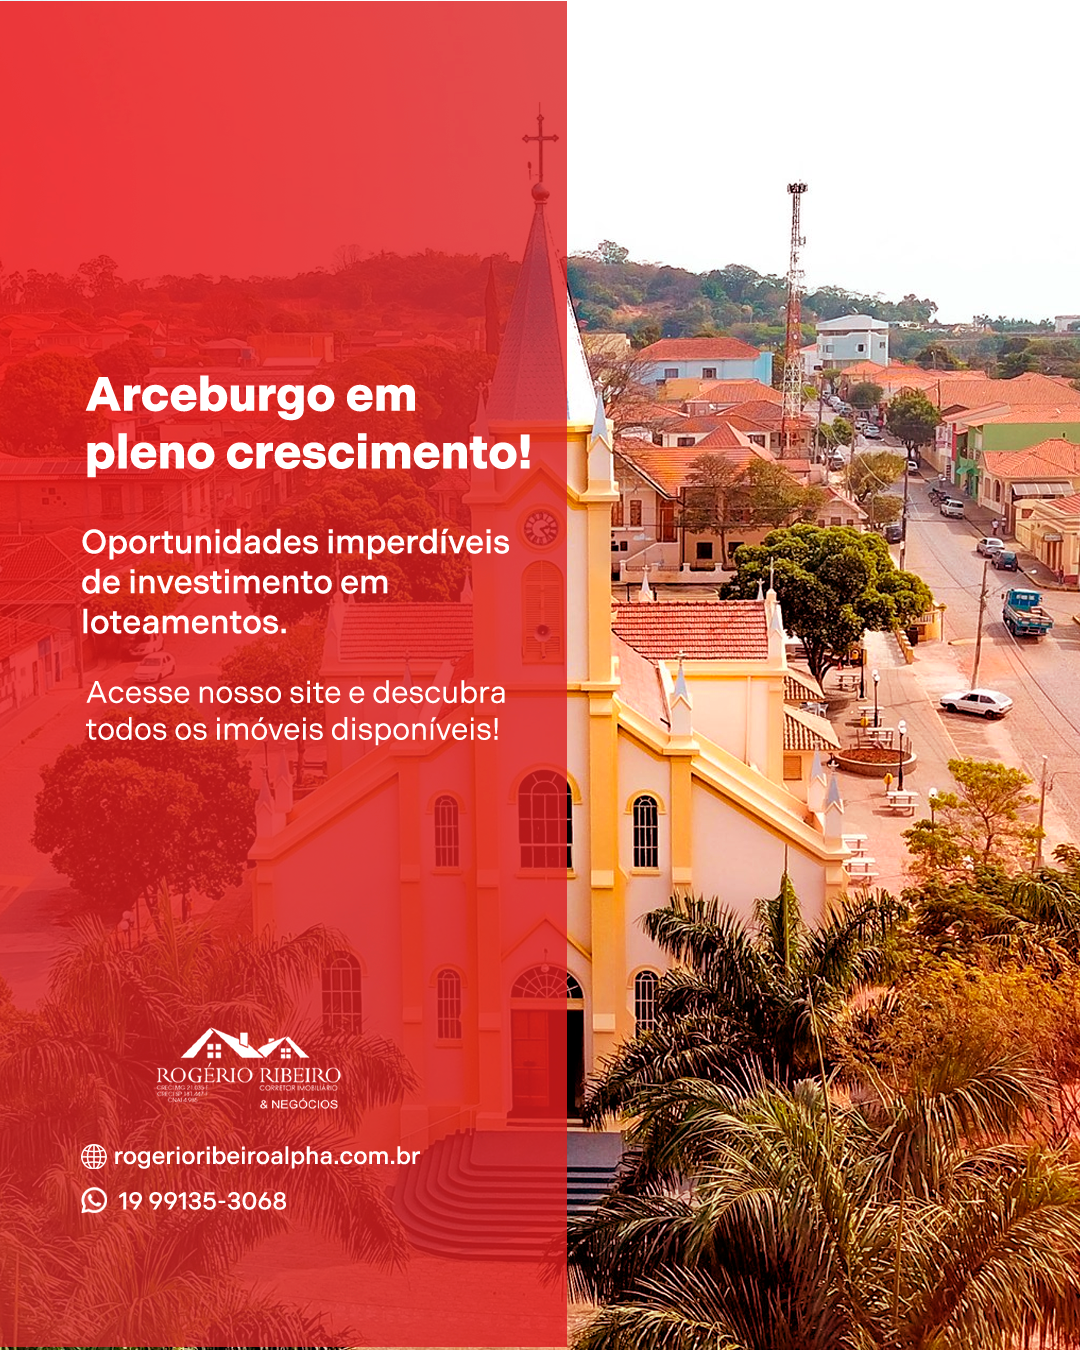 Arceburgo em
pleno crescimento!
Oportunidades imperdíveis
de investimento em
loteamentos.
Acesse nosso site e descubra
todos os imóveis disponíveis!
ROGÉRIO RIBEIRO
CORRETOR IMOBILIÁRIO
& NEGÓCIOS
rogerioribeiroalpha.com.br
19 99135-3068